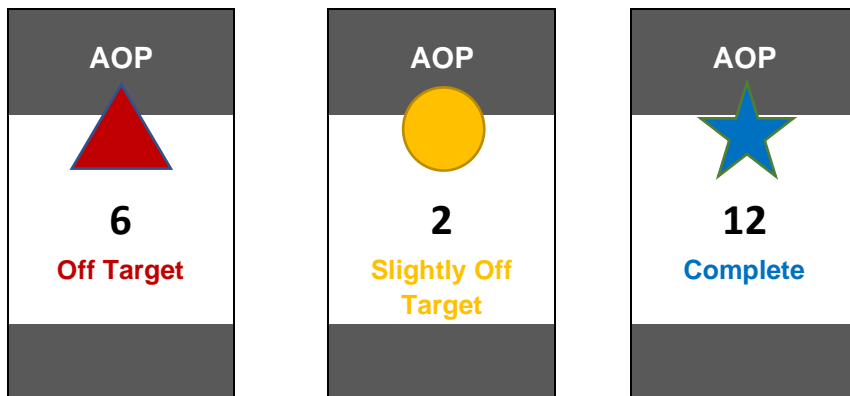 AOP
6
Off Target
AOP
2
Slightly Off
Target
AOP
12
Complete